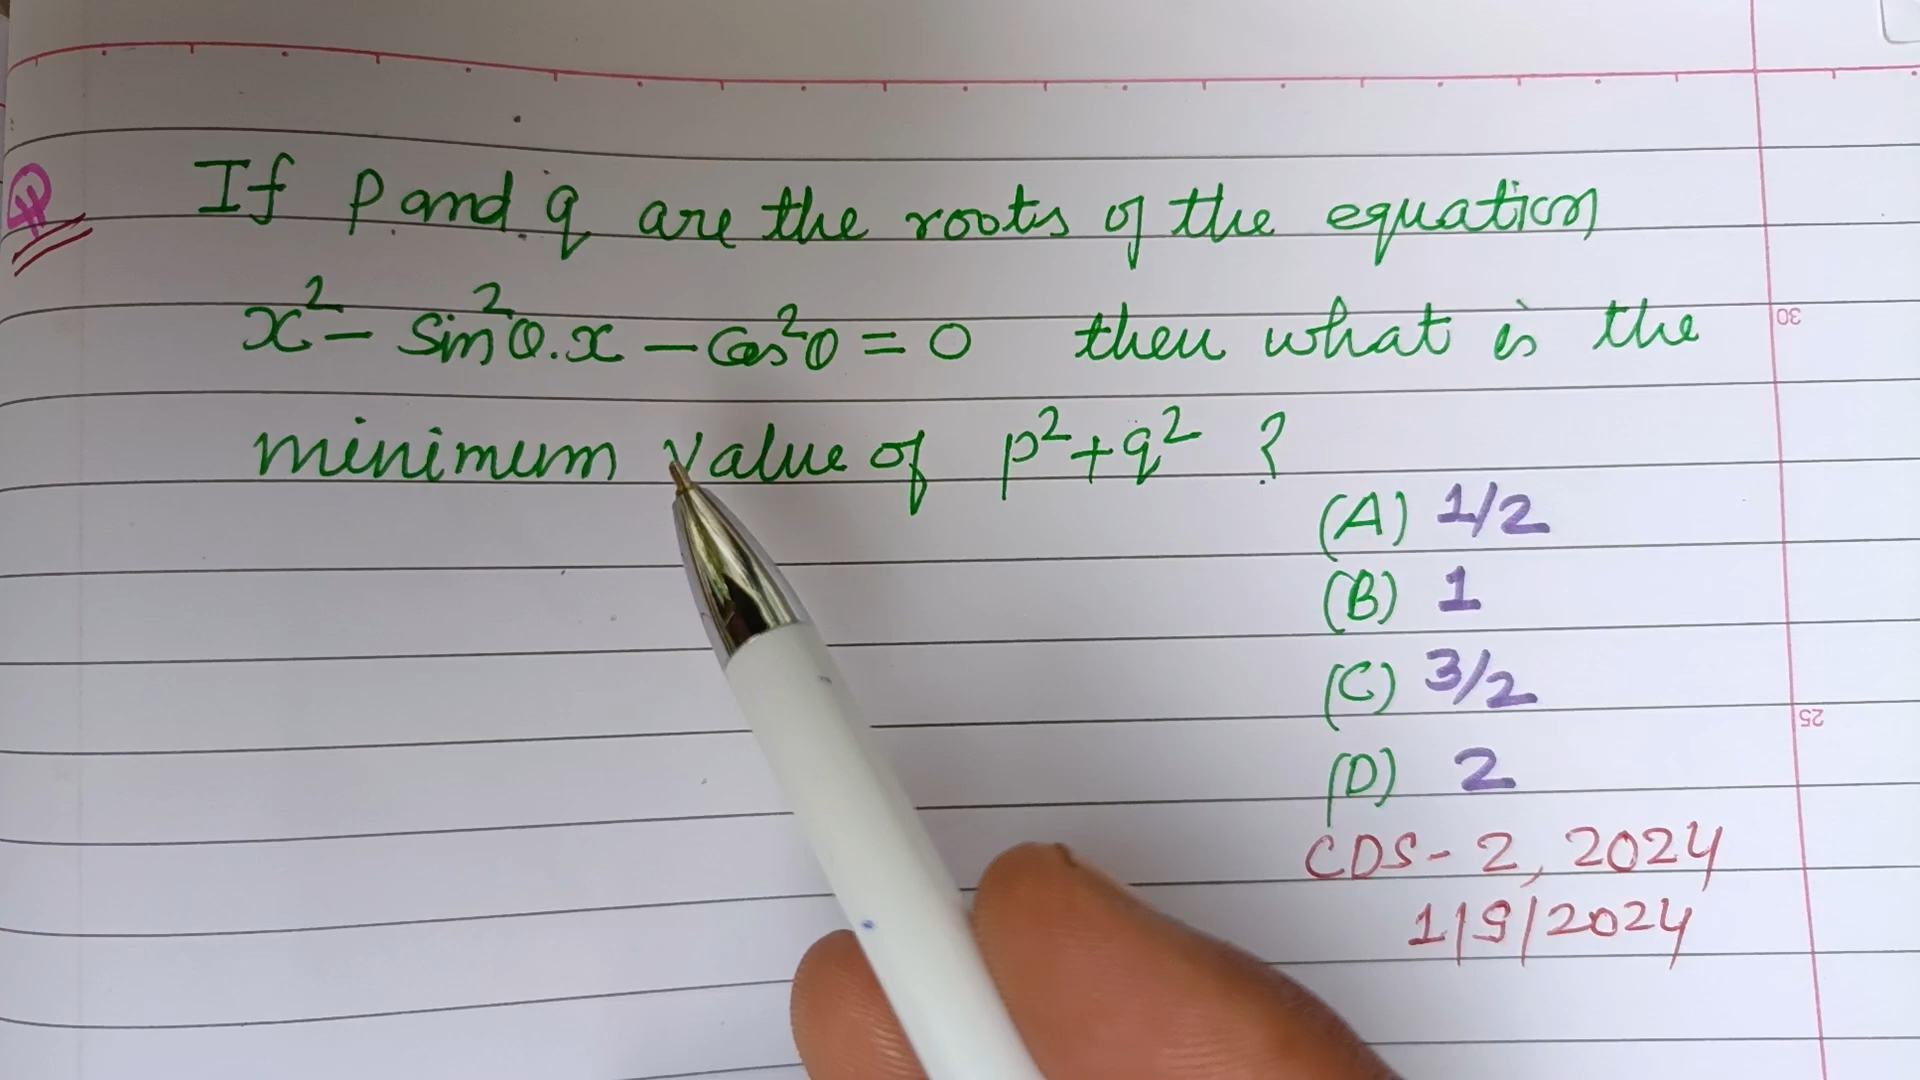 Q If p and q are the roots of the equation
x² - sin²θ.x - cos²θ = 0 then what is the
minimum value of p²+q² ?
(A) 1/2
(B) 1
(C) 3/2
(D) 2
CDS-2, 2024
1/9/2024
30
25